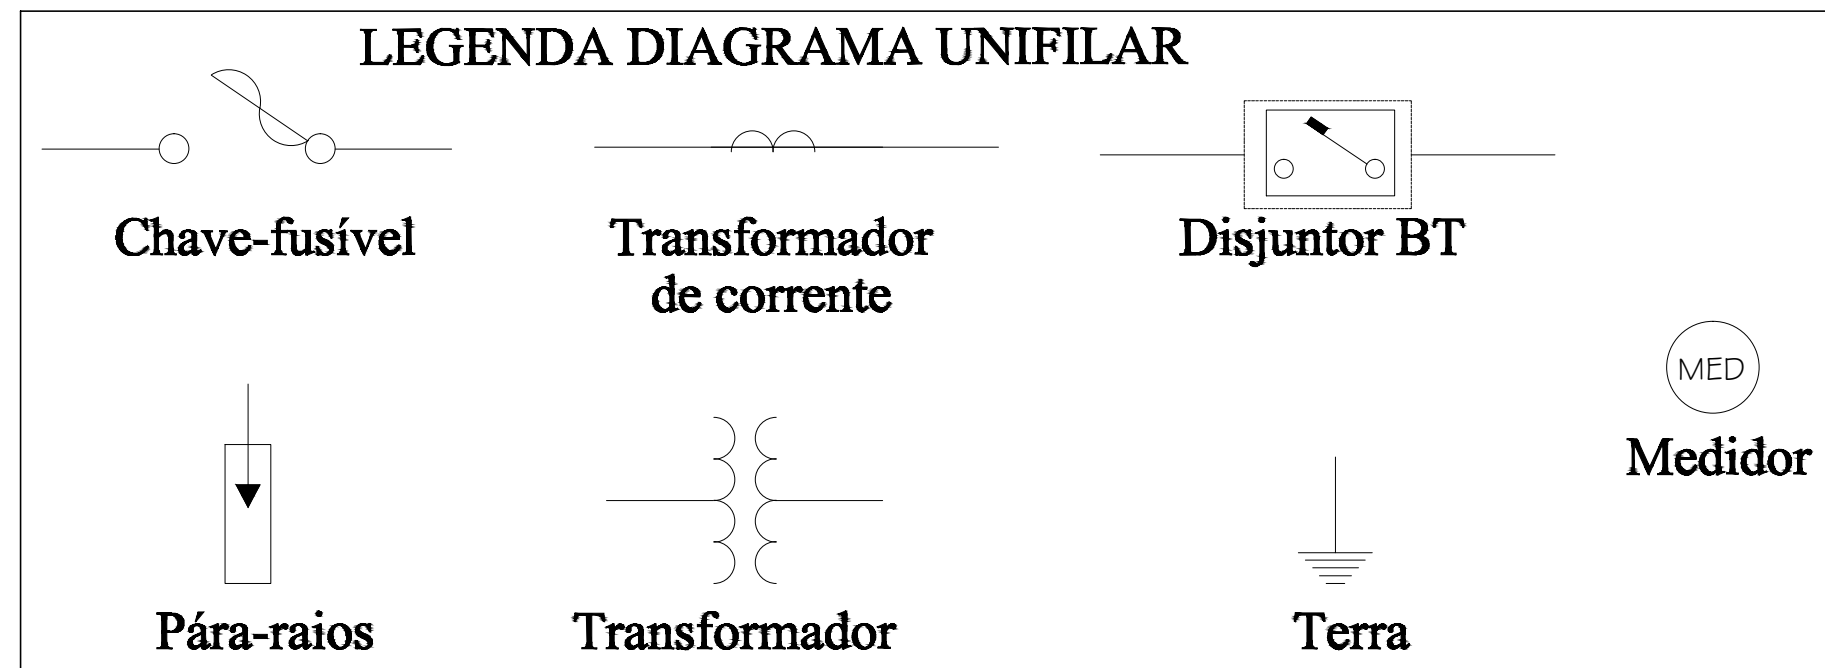 LEGENDA DIAGRAMA UNIFILAR
Chave-fusível
Transformador
de corrente
Disjuntor BT
MED
Medidor
Pára-raios
Transformador
Terra